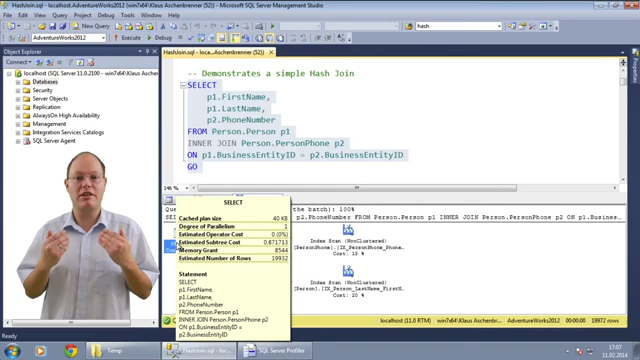 HashJoin.sql - localhost.AdventureWorks2012 (win7x64\Klaus Aschenbrenner (52)) - Microsoft SQL Server Management Studio
File Edit View Project Debug Tools Window Help
New Query
hash
AdventureWorks2012
Execute
Debug
Object Explorer
Connect
localhost (SQL Server 11.0.2100 - win7x64\Klaus Aschenbr
Databases
Security
Server Objects
Replication
AlwaysOn High Availability
Management
Integration Services Catalogs
SQL Server Agent
HashJoin.sql - loca...Aschenbrenner (52))
-- Demonstrates a simple Hash Join
SELECT
p1.FirstName,
p1.LastName,
p2.PhoneNumber
FROM Person.Person p1
INNER JOIN Person.PersonPhone p2
ON p1.BusinessEntityID = p2.BusinessEntityID
GO
146 %
the batch): 100%
p2.PhoneNumber FROM Person.Person p1 INNER JOIN Person.PersonPhone p2 ON p1.Busines…
SELECT
Cached plan size 40 KB
Degree of Parallelism 1
Estimated Operator Cost 0 (0%)
Estimated Subtree Cost 0,871713
Memory Grant 8544
Estimated Number of Rows 19932
Statement
SELECT
p1.FirstName,
p1.LastName,
p2.PhoneNumber
FROM Person.Person p1
INNER JOIN Person.PersonPhone p2
ON p1.BusinessEntityID =
p2.BusinessEntityID
Index Scan (NonClustered)
[PersonPhone].[IX_PersonPhone_Phone…
Cost: 13 %
Index Scan (NonClustered)
[Person].[IX_Person_LastName_FirstN…
Cost: 20 %
localhost (11.0 RTM)
win7x64\Klaus Aschenbrenner ...
AdventureWorks2012
00:00:00
19972 rows
Properties
Temp
HashJoin.sql - local...
SQL Server Profiler
17:07
11.02.2014